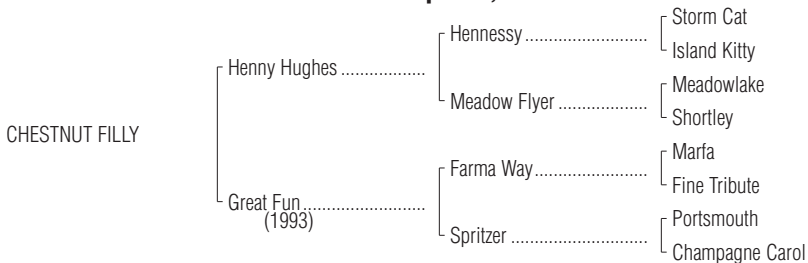 Storm Cat
Hennessy ..............................
Island Kitty
Henny Hughes ..................
Meadowlake
Meadow Flyer .....................
Shortley
CHESTNUT FILLY
Marfa
Farma Way...........................
Fine Tribute
Great Fun.........................
(1993)
Portsmouth
Spritzer ................................
Champagne Carol